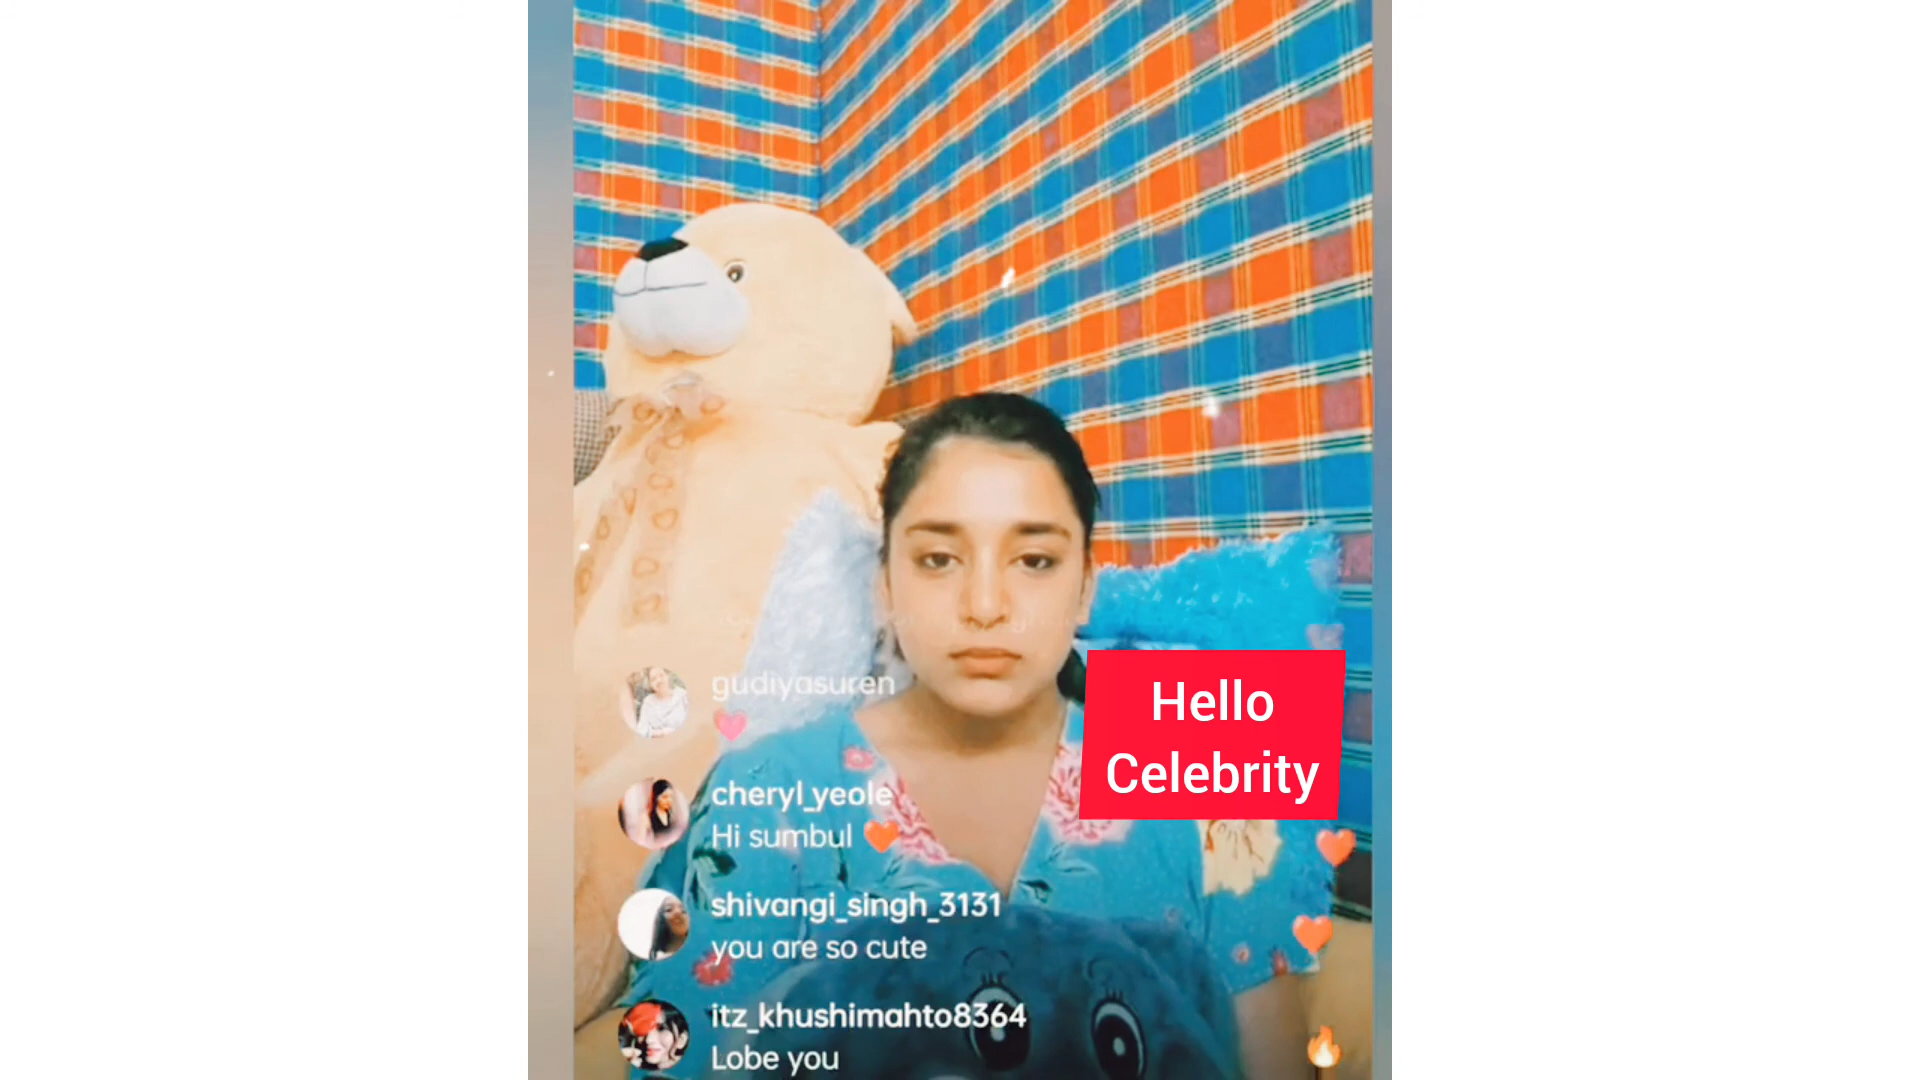 gudiyasuren
cheryl_yeole
Hi sumbul ❤️
shivangi_singh_3131
you are so cute
itz_khushimahto8364
Lobe you
Hello
Celebrity